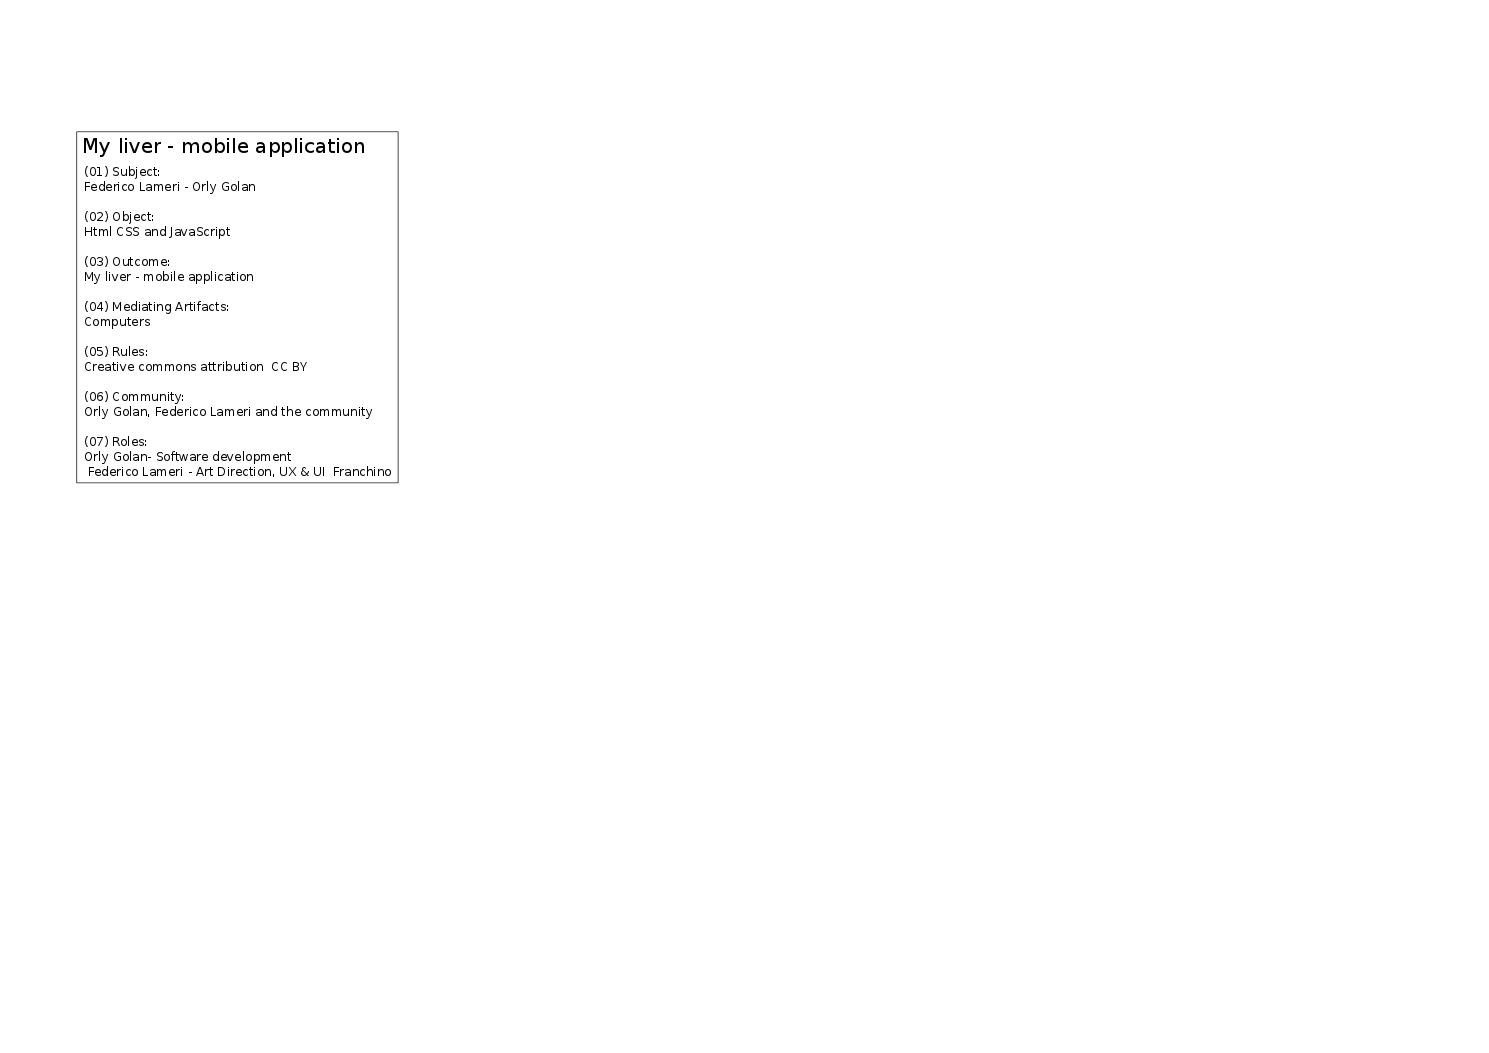 My liver - mobile application
(01) Subject:
Federico Lameri - Orly Golan
(02) Object:
Html CSS and JavaScript
(03) Outcome:
My liver - mobile application
(04) Mediating Artifacts:
Computers
(05) Rules:
Creative commons attribution  CC BY
(06) Community:
Orly Golan, Federico Lameri and the community
(07) Roles:
Orly Golan- Software development
Federico Lameri - Art Direction, UX & UI  Franchino